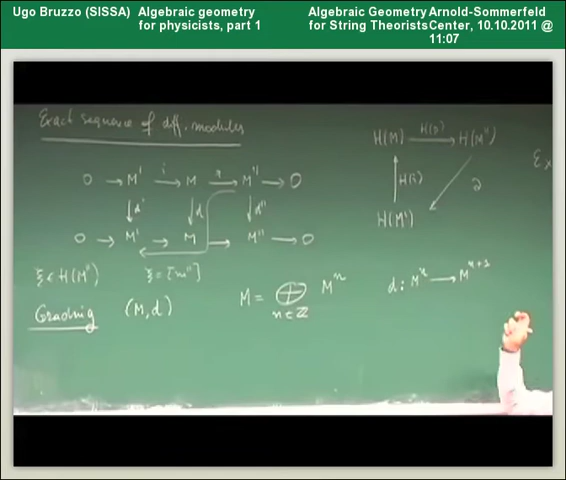 Ugo Bruzzo (SISSA)
Algebraic geometry for physicists, part 1
Algebraic Geometry for String Theorists
Arnold-Sommerfeld Center, 10.10.2011 @ 11:07
Exact sequence of diff. modules
0 → M' →i M →π M'' → 0
↓d' ↓d ↓d''
0 → M' → M → M'' → 0
H(M) →H(p) H(M'')
↑H(i) ∂
H(M')
Ex
ξ ∈ H(M'') ξ = [m'']
Grading (M, d) M = ⊕ M^n d: M^n → M^{n+1}
n∈ℤ